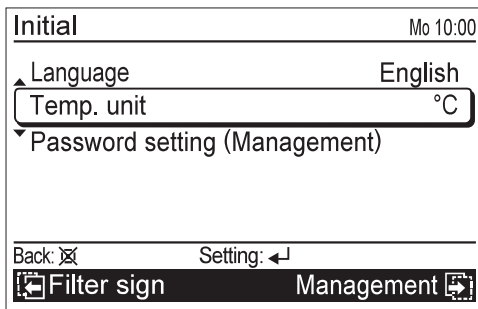 Initial Mo 10:00
Language English
Temp. unit °C
Password setting (Management)
Back: Setting:
Filter sign Management